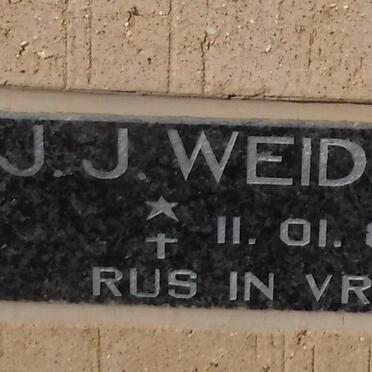 J. J. WEID
11. 01.
RUS IN VR